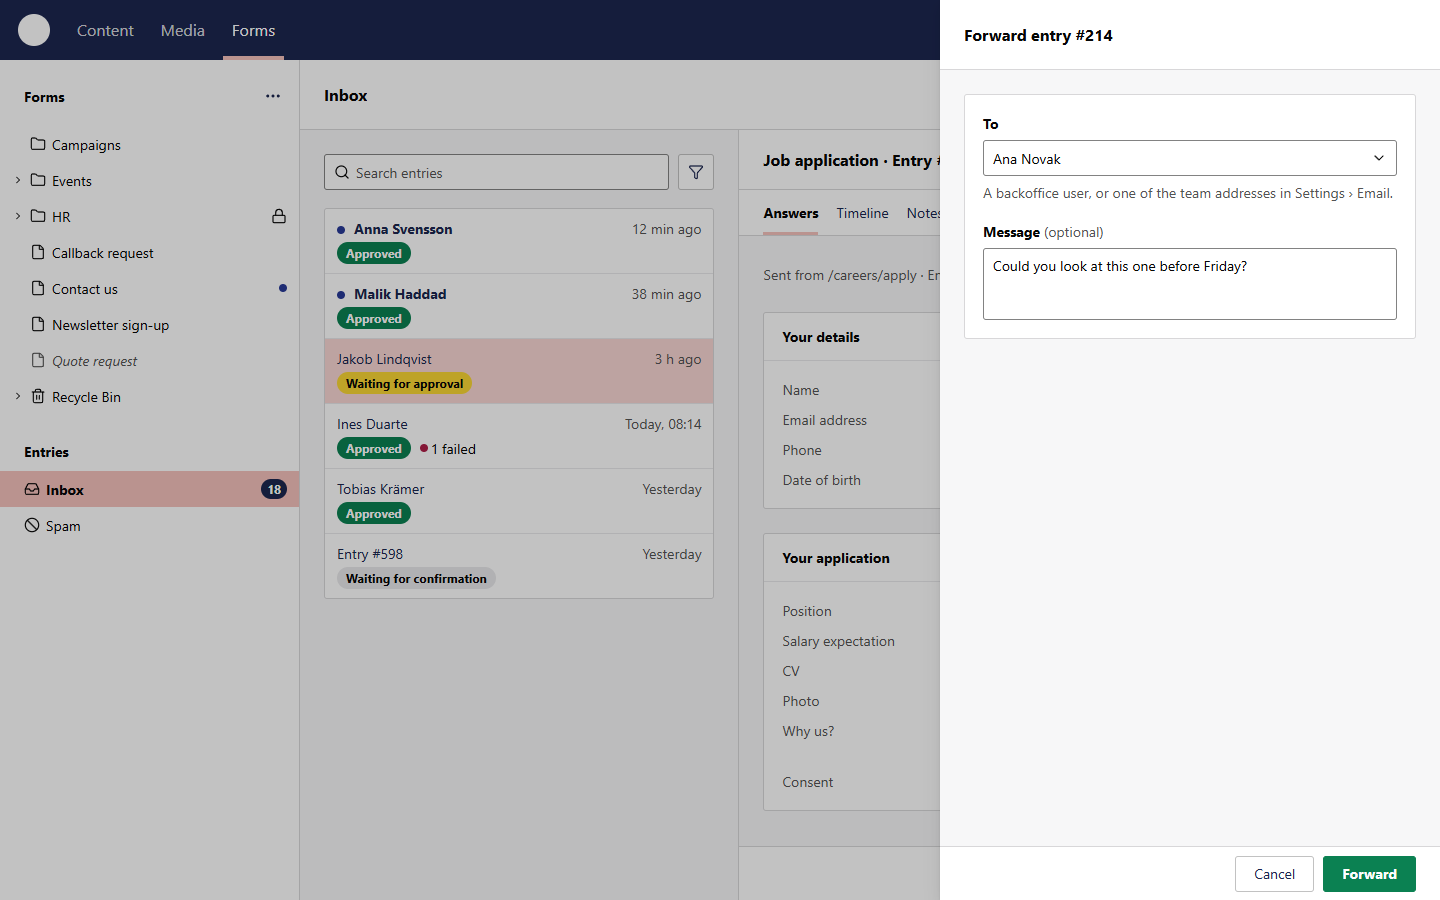 Content
Media
Forms
Forms
Campaigns
Events
HR
Callback request
Contact us
Newsletter sign-up
Quote request
Recycle Bin
Entries
Inbox
18
Spam
Inbox
Search entries
Anna Svensson
12 min ago
Approved
Malik Haddad
38 min ago
Approved
Jakob Lindqvist
3 h ago
Waiting for approval
Ines Duarte
Today, 08:14
Approved
1 failed
Tobias Krämer
Yesterday
Approved
Entry #598
Yesterday
Waiting for confirmation
Job application · Entry
Answers
Timeline
Notes
Sent from /careers/apply ·
Your details
Name
Email address
Phone
Date of birth
Your application
Position
Salary expectation
CV
Photo
Why us?
Consent
Forward entry #214
To
Ana Novak
A backoffice user, or one of the team addresses in Settings › Email.
Message (optional)
Could you look at this one before Friday?
Cancel
Forward